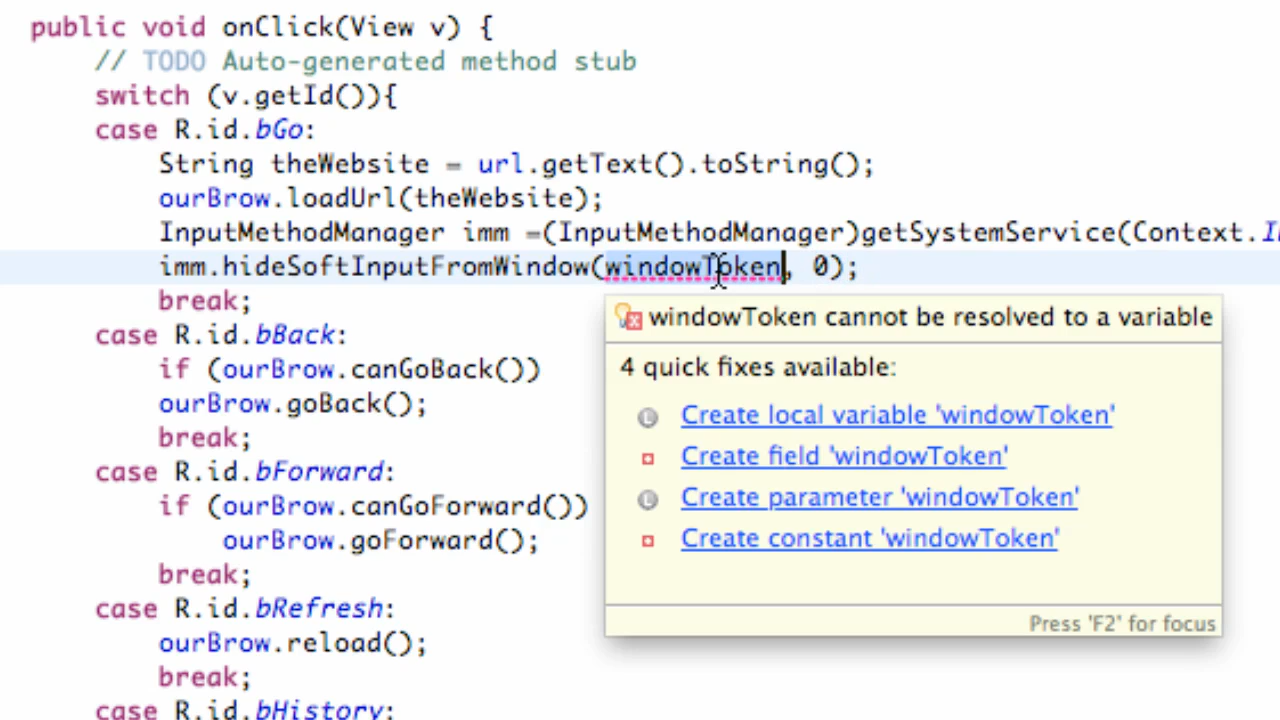 public void onClick(View v) {
// TODO Auto-generated method stub
switch (v.getId()){
case R.id.bGo:
String theWebsite = url.getText().toString();
ourBrow.loadUrl(theWebsite);
InputMethodManager imm =(InputMethodManager)getSystemService(Context.
imm.hideSoftInputFromWindow(windowToken, 0);
break;
windowToken cannot be resolved to a variable
case R.id.bBack:
4 quick fixes available:
if (ourBrow.canGoBack())
ourBrow.goBack();
Create local variable 'windowToken'
break;
Create field 'windowToken'
case R.id.bForward:
if (ourBrow.canGoForward())
Create parameter 'windowToken'
ourBrow.goForward();
Create constant 'windowToken'
break;
case R.id.bRefresh:
Press 'F2' for focus
ourBrow.reload();
break;
case R.id.bHistory: